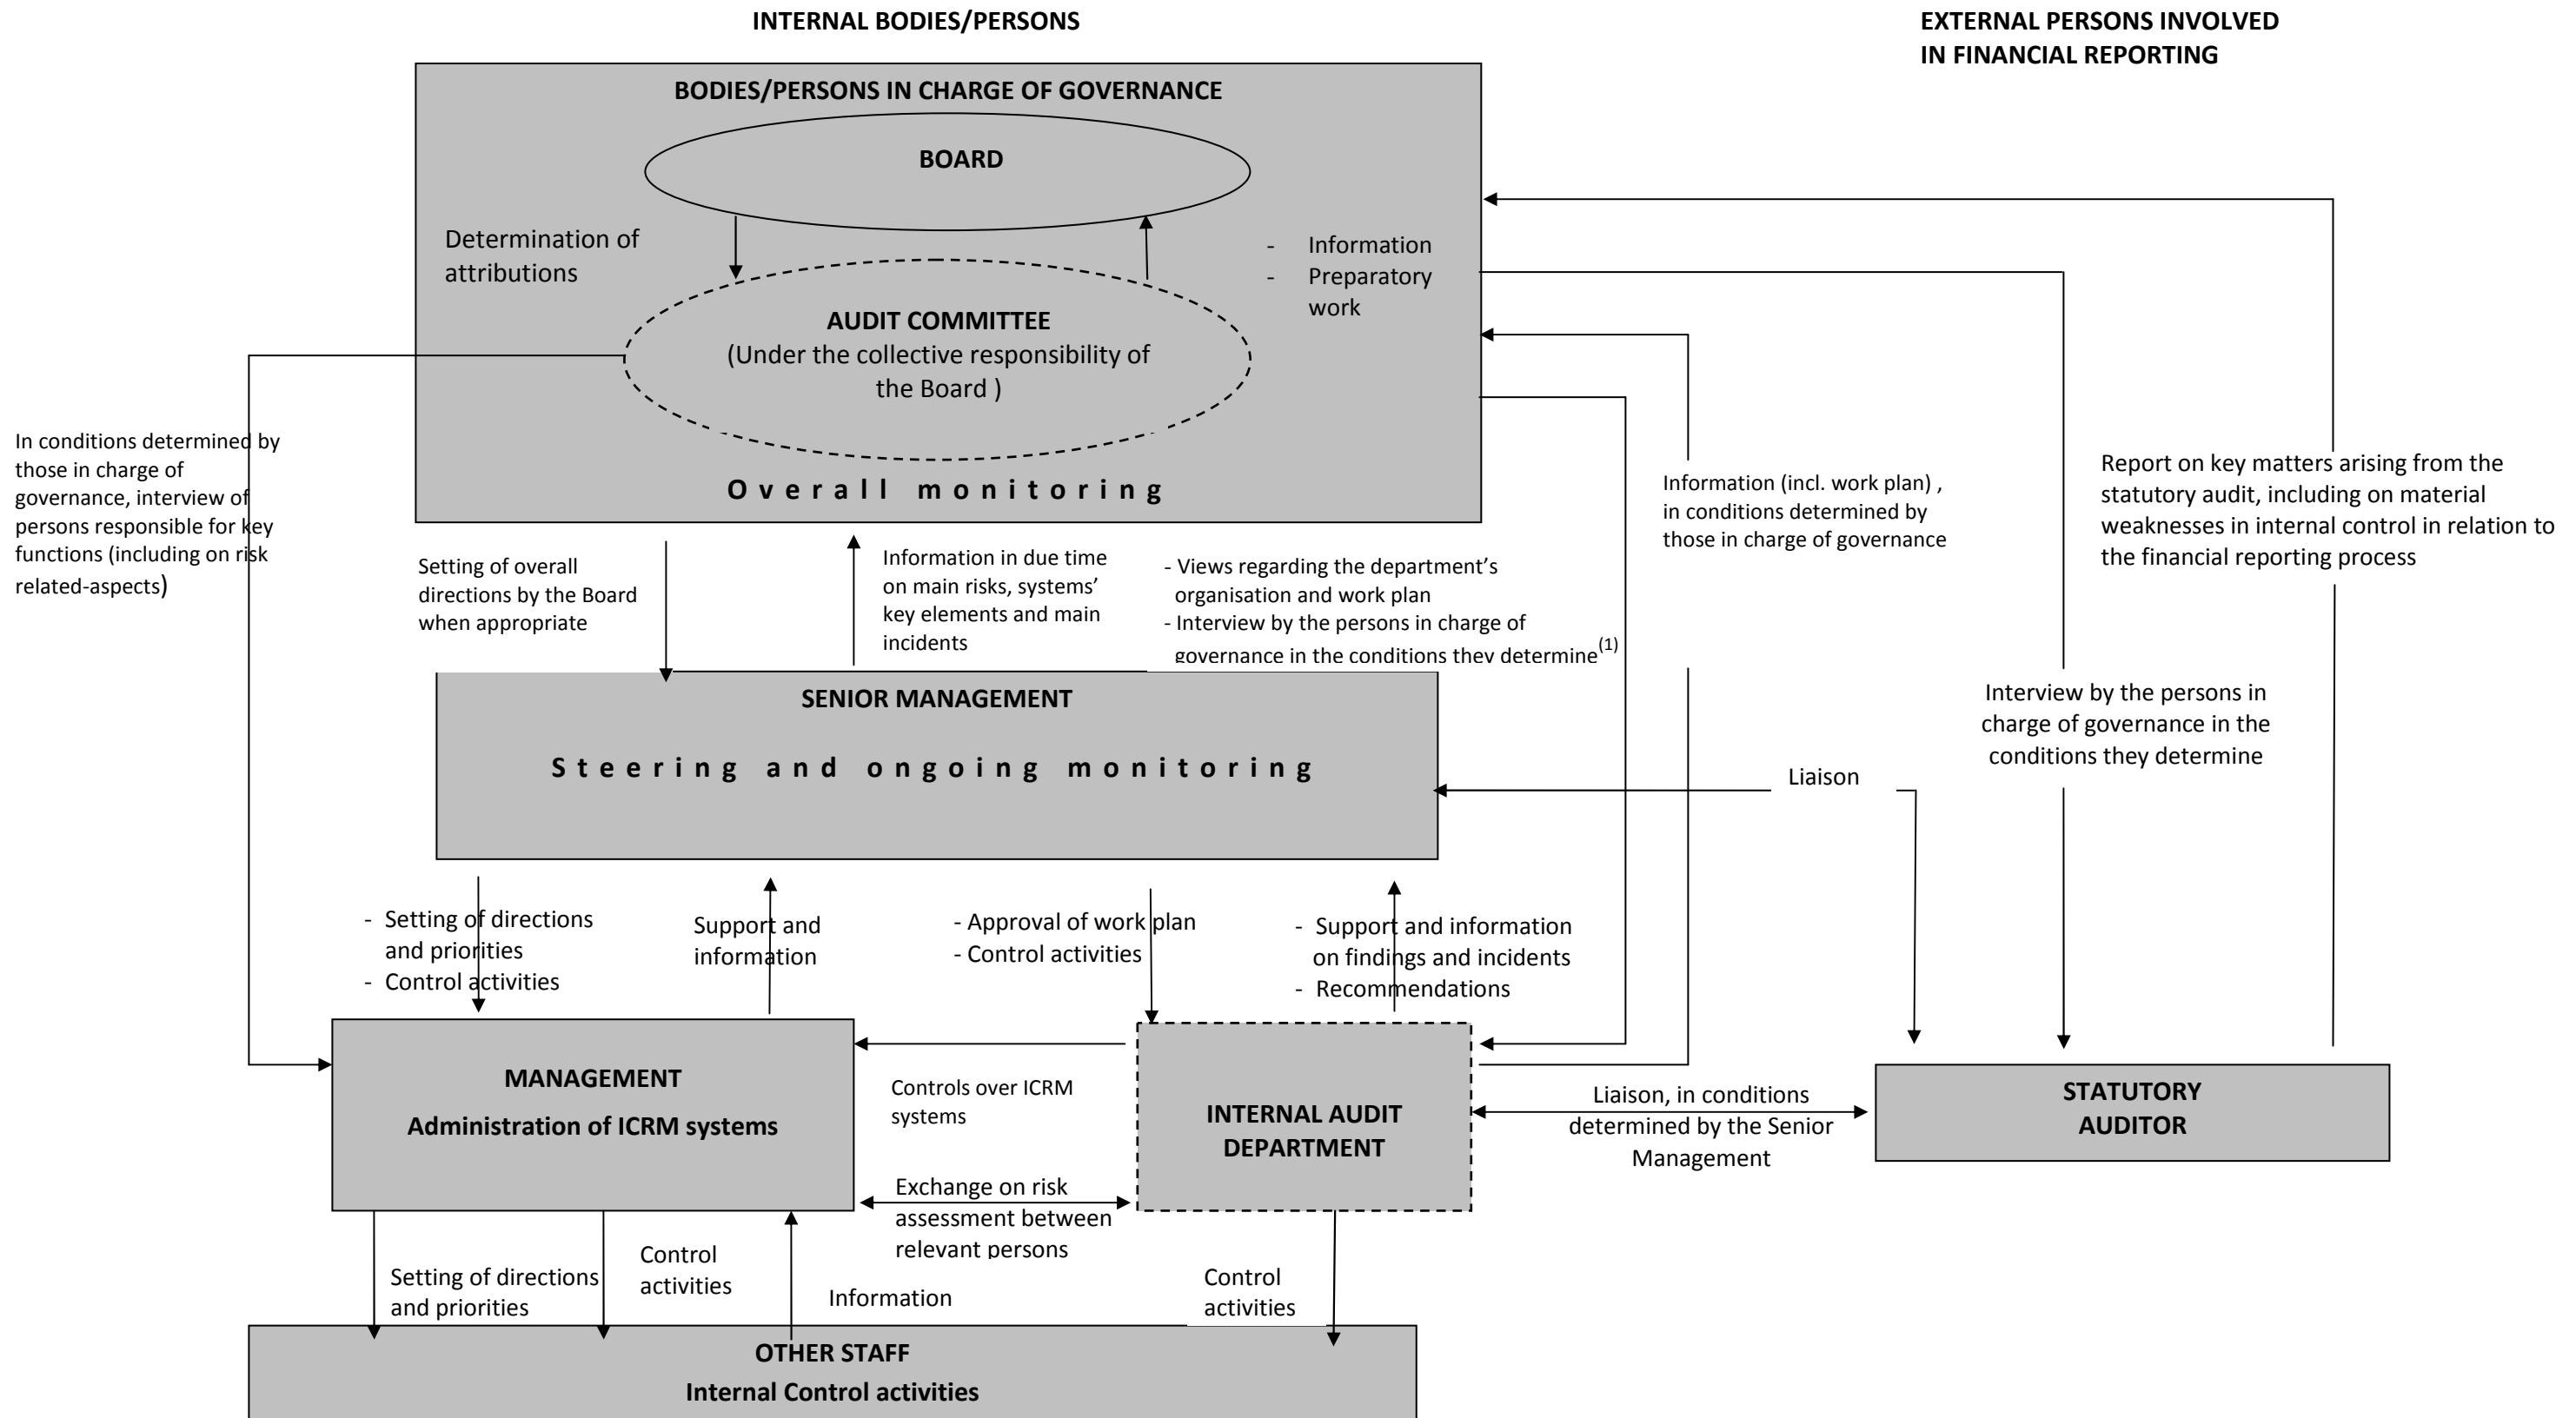 INTERNAL BODIES/PERSONS
EXTERNAL PERSONS INVOLVED
IN FINANCIAL REPORTING
BODIES/PERSONS IN CHARGE OF GOVERNANCE
BOARD
Determination of
attributions
- Information
- Preparatory
work
AUDIT COMMITTEE
(Under the collective responsibility of
the Board )
Overall monitoring
In conditions determined by
those in charge of
governance, interview of
persons responsible for key
functions (including on risk
related-aspects)
Setting of overall
directions by the Board
when appropriate
Information in due time
on main risks, systems’
key elements and main
incidents
- Views regarding the department’s
organisation and work plan
- Interview by the persons in charge of
governance in the conditions they determine(1)
Information (incl. work plan) ,
in conditions determined by
those in charge of governance
Report on key matters arising from the
statutory audit, including on material
weaknesses in internal control in relation to
the financial reporting process
SENIOR MANAGEMENT
Steering and ongoing monitoring
Interview by the persons in
charge of governance in the
conditions they determine
Liaison
- Setting of directions
and priorities
- Control activities
Support and
information
- Approval of work plan
- Control activities
- Support and information
on findings and incidents
- Recommendations
MANAGEMENT
Administration of ICRM systems
Controls over ICRM
systems
Exchange on risk
assessment between
relevant persons
INTERNAL AUDIT
DEPARTMENT
Liaison, in conditions
determined by the Senior
Management
STATUTORY
AUDITOR
Setting of directions
and priorities
Control
activities
Information
Control
activities
OTHER STAFF
Internal Control activities